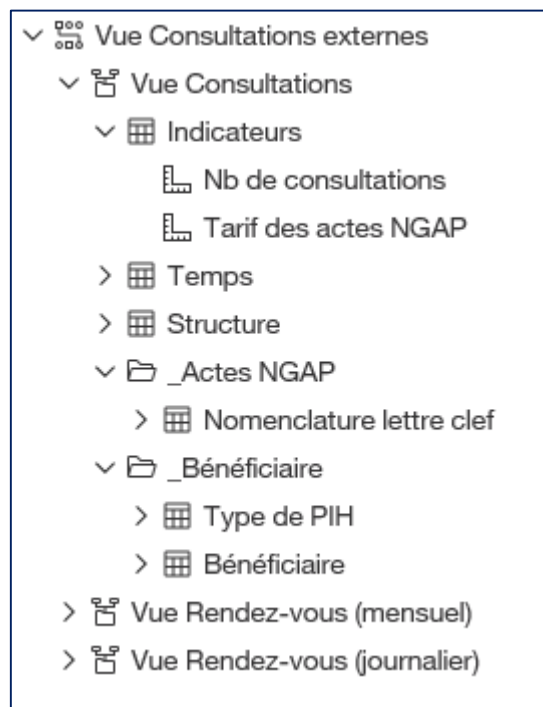 Vue Consultations externes
Vue Consultations
Indicateurs
Nb de consultations
Tarif des actes NGAP
Temps
Structure
_Actes NGAP
Nomenclature lettre clef
_Bénéficiaire
Type de PIH
Bénéficiaire
Vue Rendez-vous (mensuel)
Vue Rendez-vous (journalier)